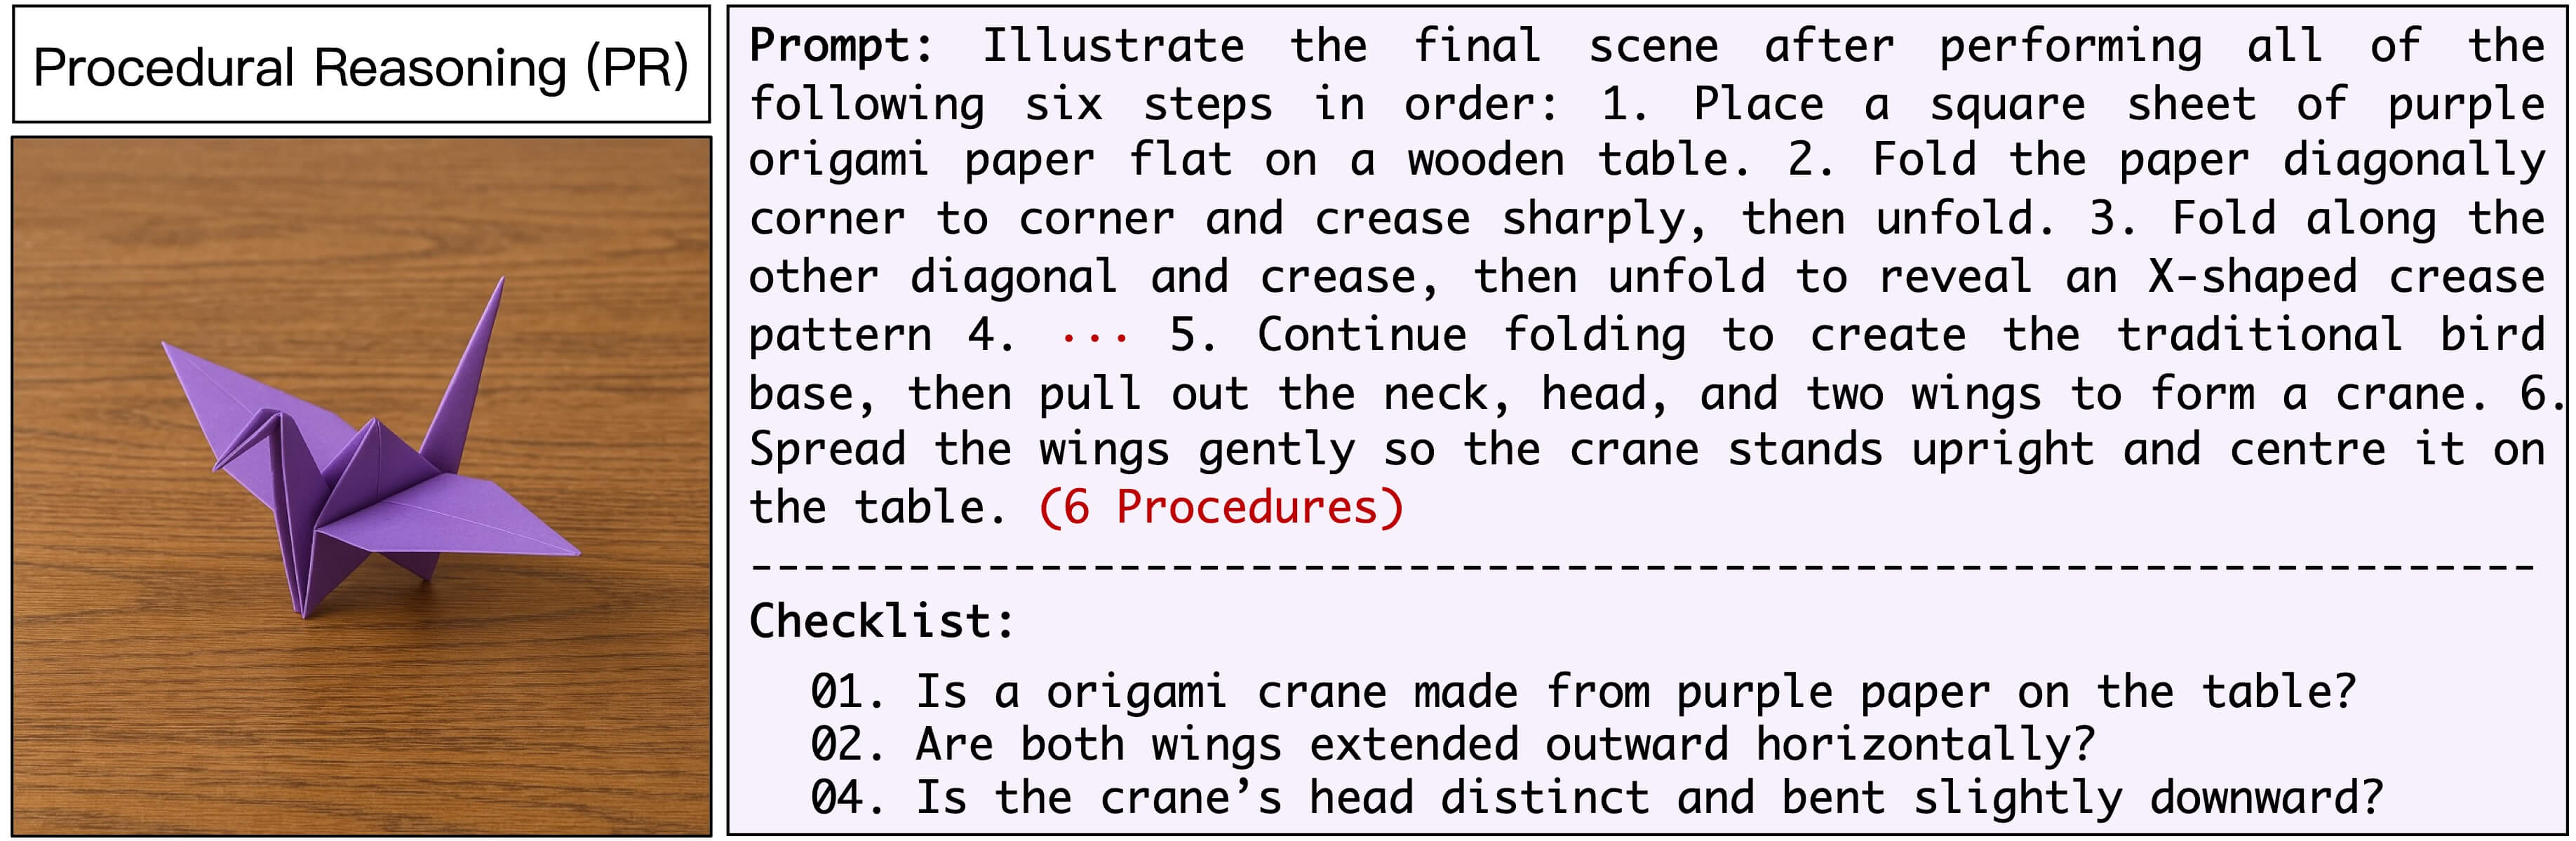 Procedural Reasoning (PR)
Prompt: Illustrate the final scene after performing all of the
following six steps in order: 1. Place a square sheet of purple
origami paper flat on a wooden table. 2. Fold the paper diagonally
corner to corner and crease sharply, then unfold. 3. Fold along the
other diagonal and crease, then unfold to reveal an X-shaped crease
pattern 4. ··· 5. Continue folding to create the traditional bird
base, then pull out the neck, head, and two wings to form a crane. 6.
Spread the wings gently so the crane stands upright and centre it on
the table. (6 Procedures)
Checklist:
01. Is a origami crane made from purple paper on the table?
02. Are both wings extended outward horizontally?
04. Is the crane’s head distinct and bent slightly downward?